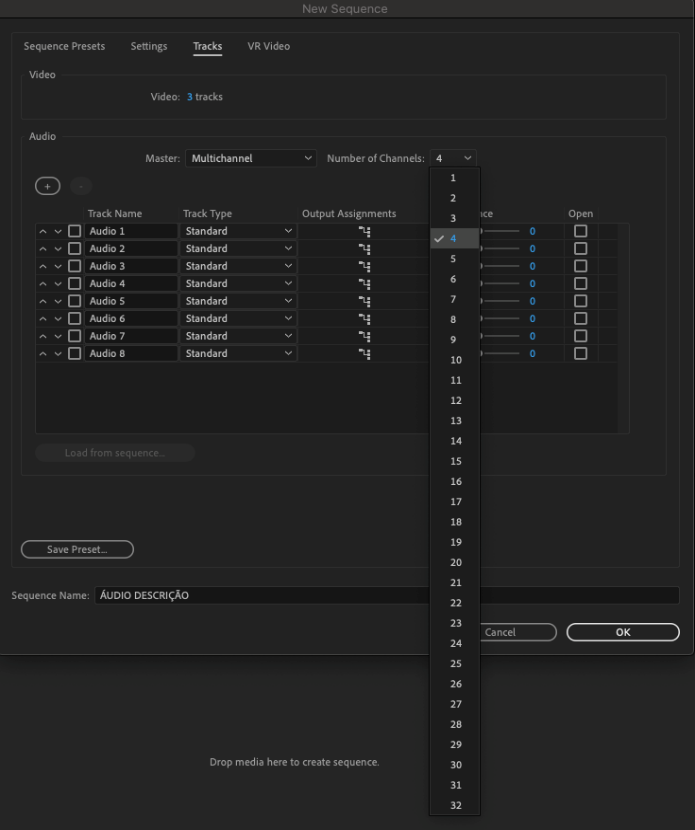 New Sequence
Sequence Presets Settings Tracks VR Video
Video
Video: 3 tracks
Audio
Master: Multichannel Number of Channels: 4
+ -
Track Name Track Type Output Assignments Open
Audio 1 Standard 0
Audio 2 Standard 0
Audio 3 Standard 0
Audio 4 Standard 0
Audio 5 Standard 0
Audio 6 Standard 0
Audio 7 Standard 0
Audio 8 Standard 0
1
2
3
4
5
6
7
8
9
10
11
12
13
14
15
16
17
18
19
20
21
22
23
24
25
26
27
28
29
30
31
32
Load from sequence...
Save Preset...
Sequence Name: ÁUDIO DESCRIÇÃO
Cancel OK
Drop media here to create sequence.